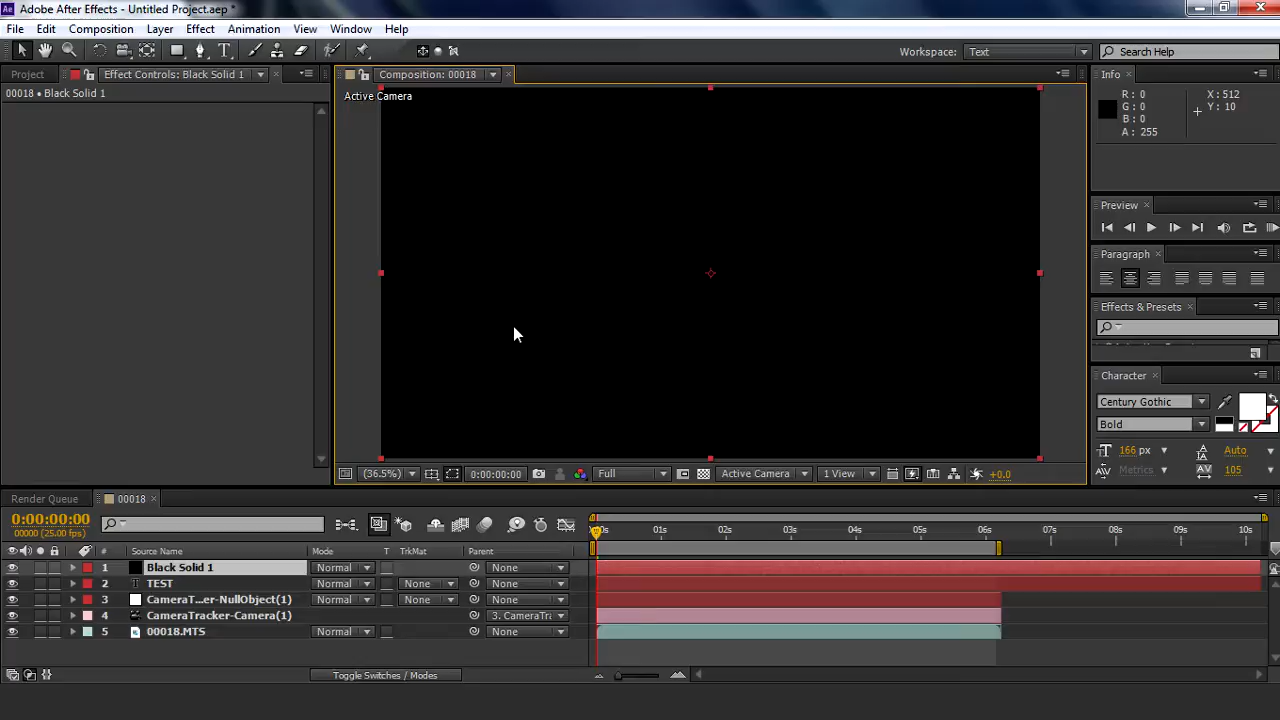 Ae Adobe After Effects - Untitled Project.aep *
File Edit Composition Layer Effect Animation View Window Help
Workspace: Text Search Help
Project Effect Controls: Black Solid 1 Composition: 00018 Info
00018 • Black Solid 1
Active Camera
R: 0 X: 512
G: 0 Y: 10
B: 0
A: 255
Preview
Paragraph
Effects & Presets
Character
Century Gothic
Bold
166 px Auto
Metrics 105
(36.5%) 0:00:00:00 Full Active Camera 1 View +0.0
Render Queue 00018
0:00:00:00
00000 (25.00 fps)
01s 02s 03s 04s 05s 06s 07s 08s 09s 10s
# Source Name Mode T TrkMat Parent
1 Black Solid 1 Normal None
2 T TEST Normal None None
3 CameraT...er-NullObject(1) Normal None None
4 CameraTracker-Camera(1) 3. CameraTra
5 00018.MTS Normal None
Toggle Switches / Modes